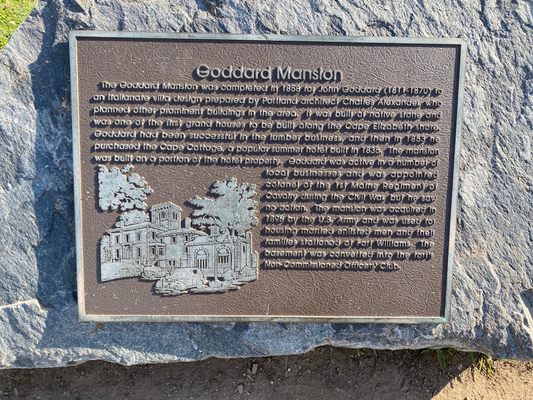 Goddard Mansion
The Goddard Mansion was completed in 1858 for John Goddard (1811-1870) to
an Italianate villa design prepared by Portland architect Charles Alexander, who
planned other prominent buildings in the area. It was built of native stone and
was one of the first grand houses to be built along the Cape Elizabeth shore.
Goddard had been successful in the lumber business, and then in 1853 he
purchased the Cape Cottage, a popular summer hotel built in 1835. The mansion
was built on a portion of the hotel property. Goddard was active in a number of
local businesses and was appointed
colonel of the 1st Maine Regiment of
Cavalry during the Civil War, but he saw
no action. The mansion was acquired in
1898 by the U.S. Army and was used for
housing married enlisted men and their
families stationed at Fort Williams. The
basement was converted into the fort's
Non-Commissioned Officers' Club.